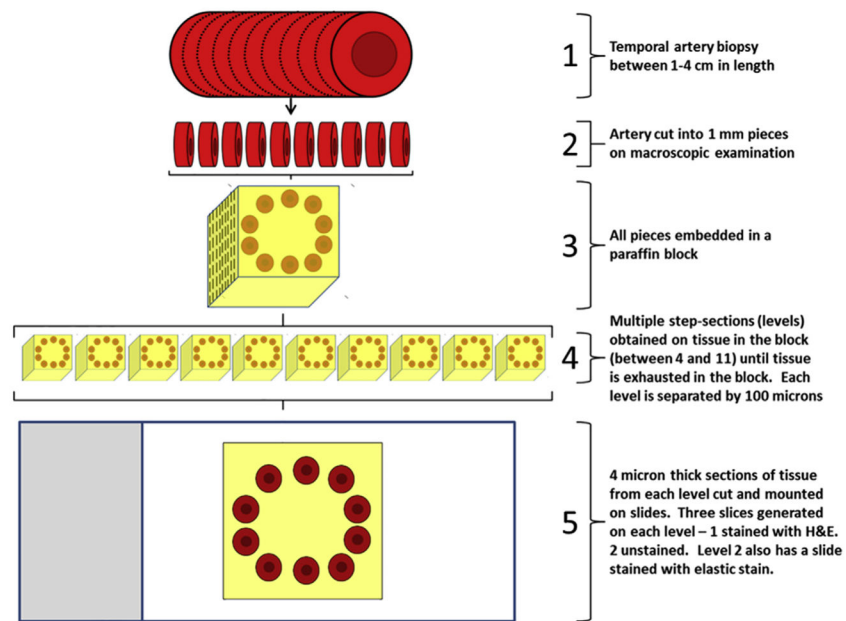 1
Temporal artery biopsy
between 1-4 cm in length
2
Artery cut into 1 mm pieces
on macroscopic examination
3
All pieces embedded in a
paraffin block
4
Multiple step-sections (levels)
obtained on tissue in the block
(between 4 and 11) until tissue
is exhausted in the block.  Each
level is separated by 100 microns
5
4 micron thick sections of tissue
from each level cut and mounted
on slides.  Three slices generated
on each level – 1 stained with H&E.
2 unstained.  Level 2 also has a slide
stained with elastic stain.